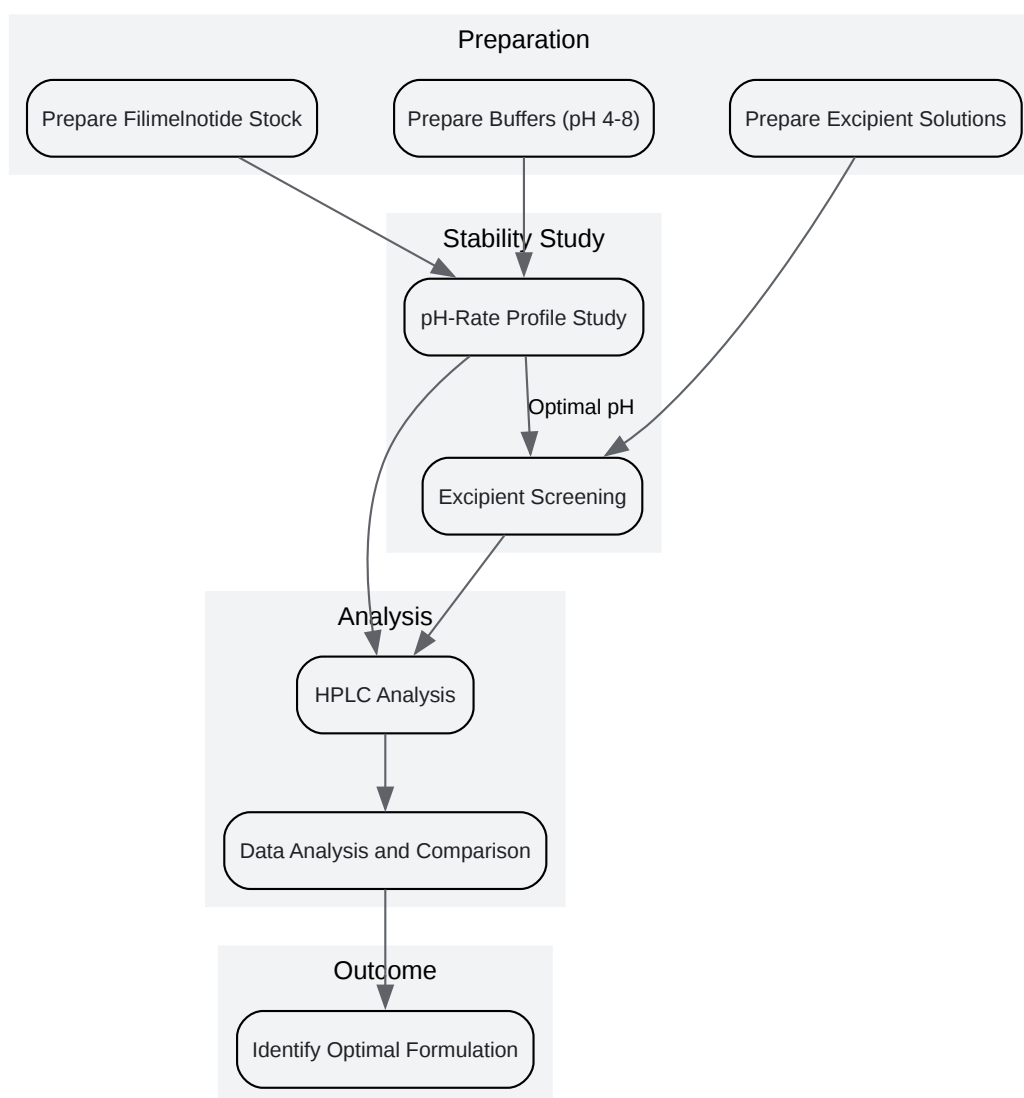 Preparation
Prepare Filimelnotide Stock
Prepare Buffers (pH 4-8)
Prepare Excipient Solutions
Stability Study
pH-Rate Profile Study
Optimal pH
Excipient Screening
Analysis
HPLC Analysis
Data Analysis and Comparison
Outcome
Identify Optimal Formulation